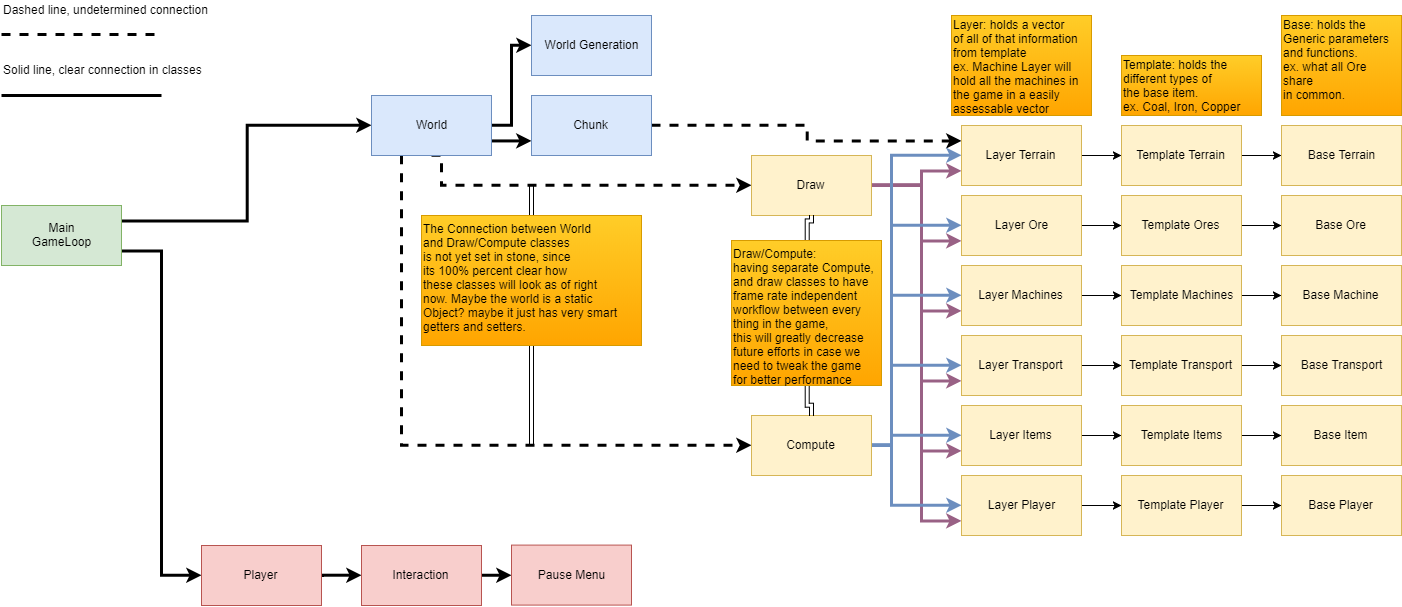 Dashed line, undetermined connection
Solid line, clear connection in classes
World Generation
World
Chunk
Main
GameLoop
The Connection between World
and Draw/Compute classes
is not yet set in stone, since
its 100% percent clear how
these classes will look as of right
now. Maybe the world is a static
Object? maybe it just has very smart
getters and setters.
Draw
Draw/Compute:
having separate Compute,
and draw classes to have
frame rate independent
workflow between every
thing in the game,
this will greatly decrease
future efforts in case we
need to tweak the game
for better performance
Compute
Layer: holds a vector
of all of that information
from template
ex. Machine Layer will
hold all the machines in
the game in a easily
assessable vector
Template: holds the
different types of
the base item.
ex. Coal, Iron, Copper
Base: holds the
Generic parameters
and functions.
ex. what all Ore
share
in common.
Layer Terrain
Template Terrain
Base Terrain
Layer Ore
Template Ores
Base Ore
Layer Machines
Template Machines
Base Machine
Layer Transport
Template Transport
Base Transport
Layer Items
Template Items
Base Item
Layer Player
Template Player
Base Player
Player
Interaction
Pause Menu